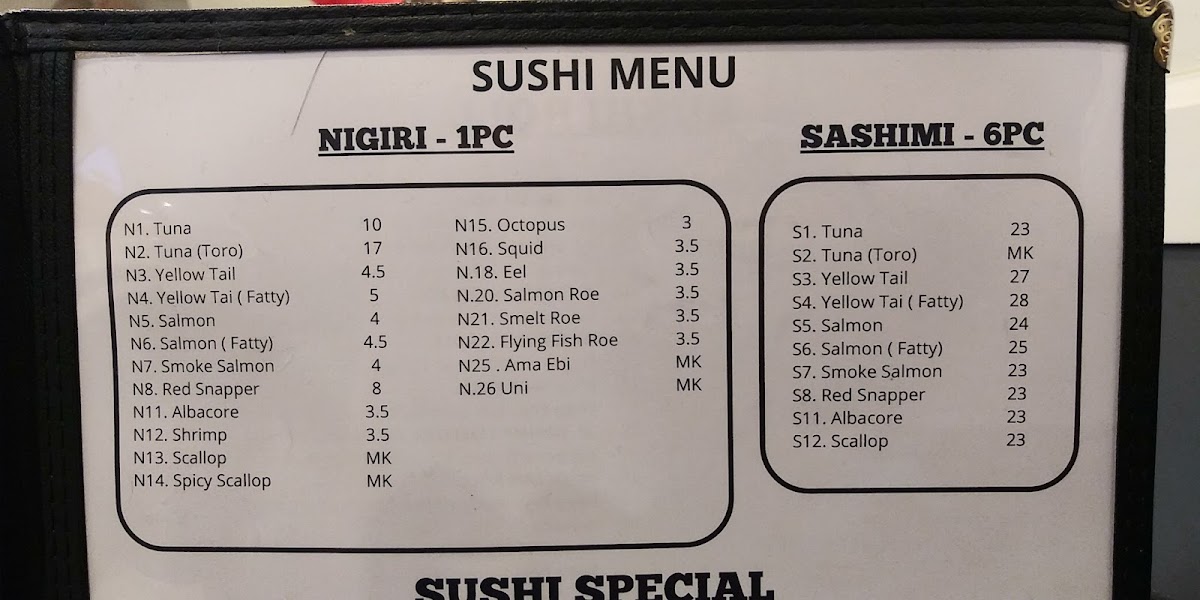 SUSHI MENU
NIGIRI - 1PC
N1. Tuna 10
N2. Tuna (Toro) 17
N3. Yellow Tail 4.5
N4. Yellow Tai ( Fatty) 5
N5. Salmon 4
N6. Salmon ( Fatty) 4.5
N7. Smoke Salmon 4
N8. Red Snapper 8
N11. Albacore 3.5
N12. Shrimp 3.5
N13. Scallop MK
N14. Spicy Scallop MK
N15. Octopus 3
N16. Squid 3.5
N.18. Eel 3.5
N.20. Salmon Roe 3.5
N21. Smelt Roe 3.5
N22. Flying Fish Roe 3.5
N25 . Ama Ebi MK
N.26 Uni MK
SASHIMI - 6PC
S1. Tuna 23
S2. Tuna (Toro) MK
S3. Yellow Tail 27
S4. Yellow Tai ( Fatty) 28
S5. Salmon 24
S6. Salmon ( Fatty) 25
S7. Smoke Salmon 23
S8. Red Snapper 23
S11. Albacore 23
S12. Scallop 23
SUSHI SPECIAL